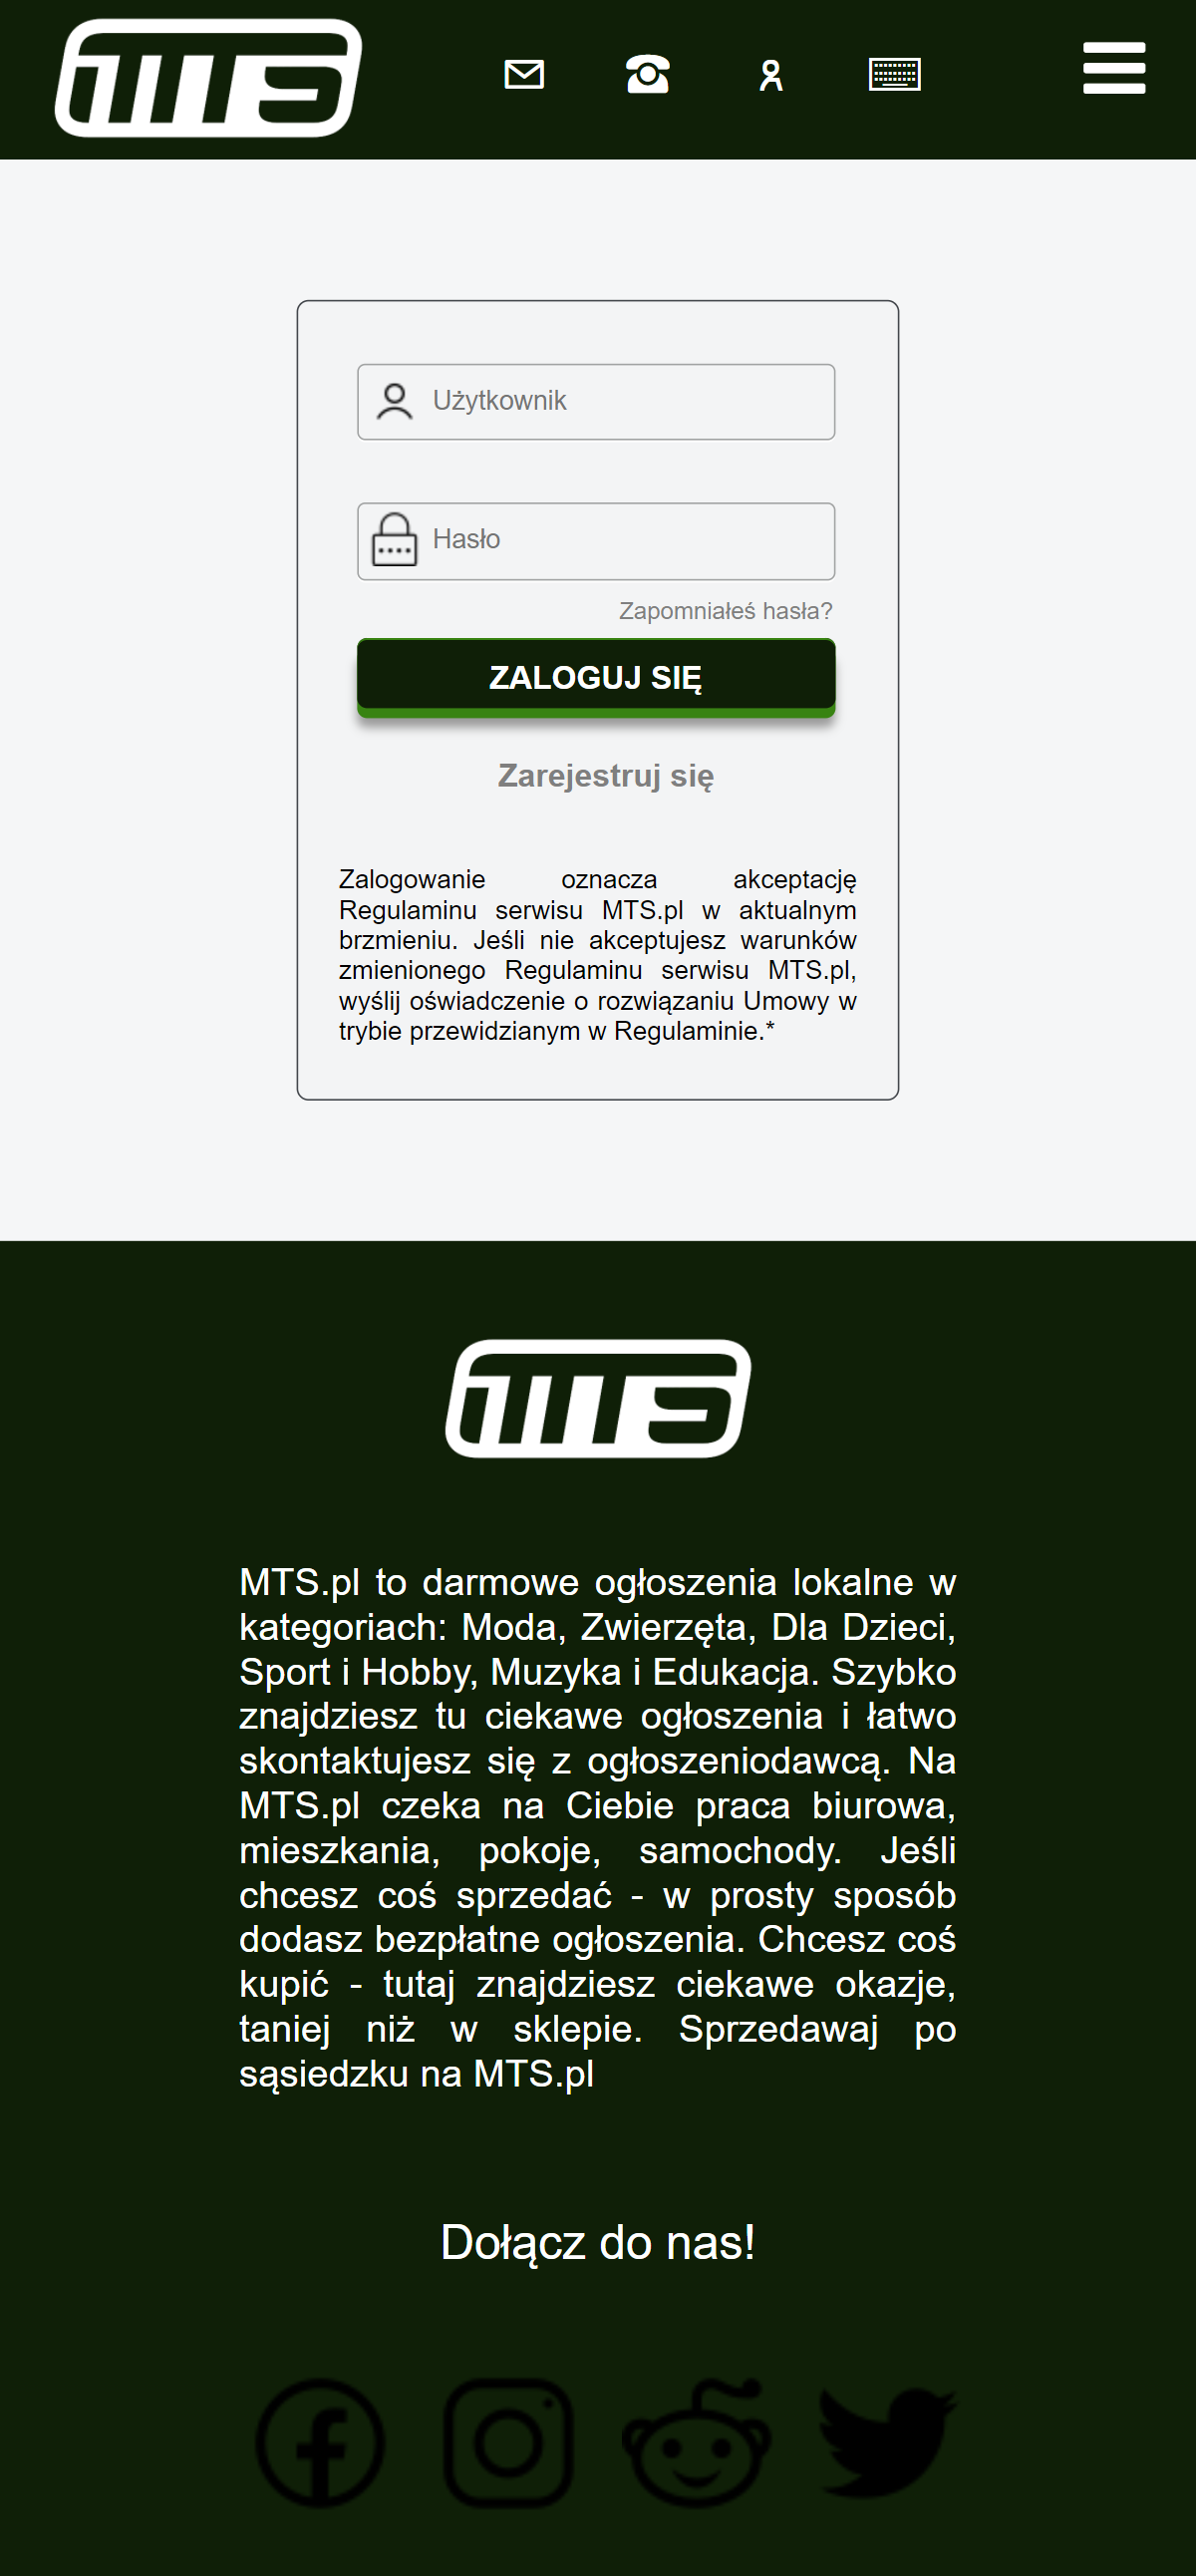 MTS
Użytkownik
Hasło
Zapomniałeś hasła?
ZALOGUJ SIĘ
Zarejestruj się
Zalogowanie oznacza akceptację
Regulaminu serwisu MTS.pl w aktualnym
brzmieniu. Jeśli nie akceptujesz warunków
zmienionego Regulaminu serwisu MTS.pl,
wyślij oświadczenie o rozwiązaniu Umowy w
trybie przewidzianym w Regulaminie.*
MTS
MTS.pl to darmowe ogłoszenia lokalne w
kategoriach: Moda, Zwierzęta, Dla Dzieci,
Sport i Hobby, Muzyka i Edukacja. Szybko
znajdziesz tu ciekawe ogłoszenia i łatwo
skontaktujesz się z ogłoszeniodawcą. Na
MTS.pl czeka na Ciebie praca biurowa,
mieszkania, pokoje, samochody. Jeśli
chcesz coś sprzedać - w prosty sposób
dodasz bezpłatne ogłoszenia. Chcesz coś
kupić - tutaj znajdziesz ciekawe okazje,
taniej niż w sklepie. Sprzedawaj po
sąsiedzku na MTS.pl
Dołącz do nas!